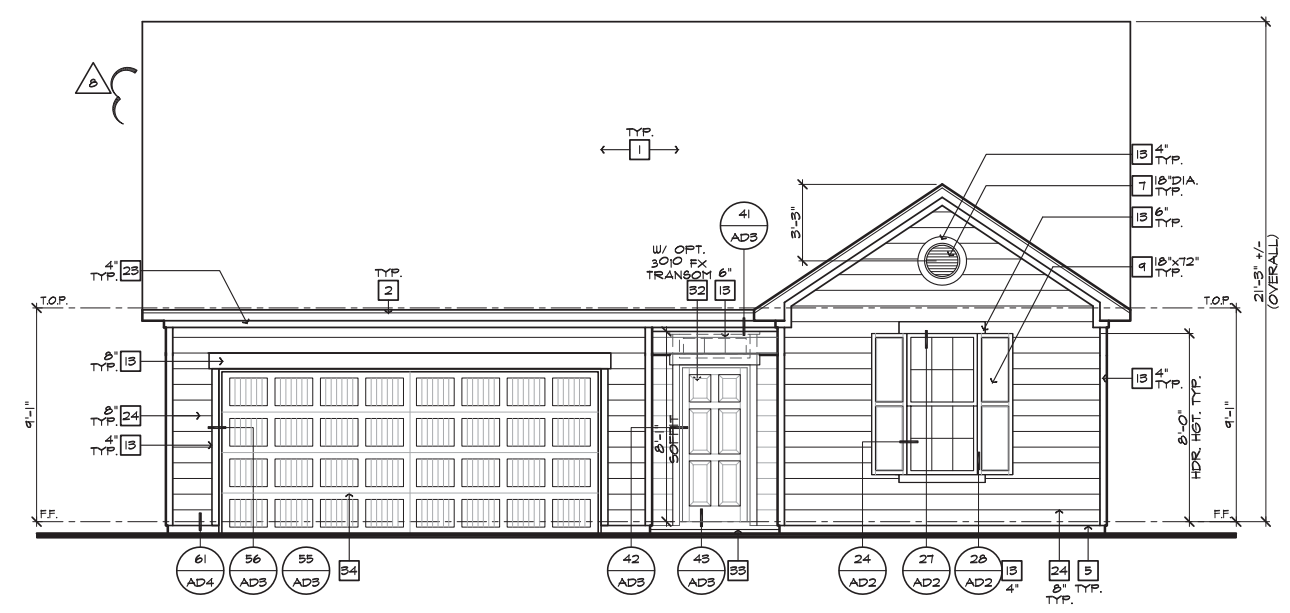 8
TYP.
1
13 4"
TYP.
7 18"DIA.
TYP.
13 6"
TYP.
3'-3"
41
AD3
W/ OPT.
3010 FX
TRANSOM
32
6"
13
9 18"x72"
TYP.
21'-3" +/-
(OVERALL)
4"
TYP. 23
TYP.
2
T.O.P.
T.O.P.
8"
TYP. 13
13 4"
TYP.
9'-1"
8"
TYP. 24
4"
TYP. 13
8'-1"
SOFFIT
8'-0"
HDR. HGT. TYP.
9'-1"
F.F.
F.F.
61
AD4
56
AD3
55
AD3
34
42
AD3
43
AD3
33
24
AD2
27
AD2
28
AD2
13
4"
24
8"
TYP.
5
TYP.